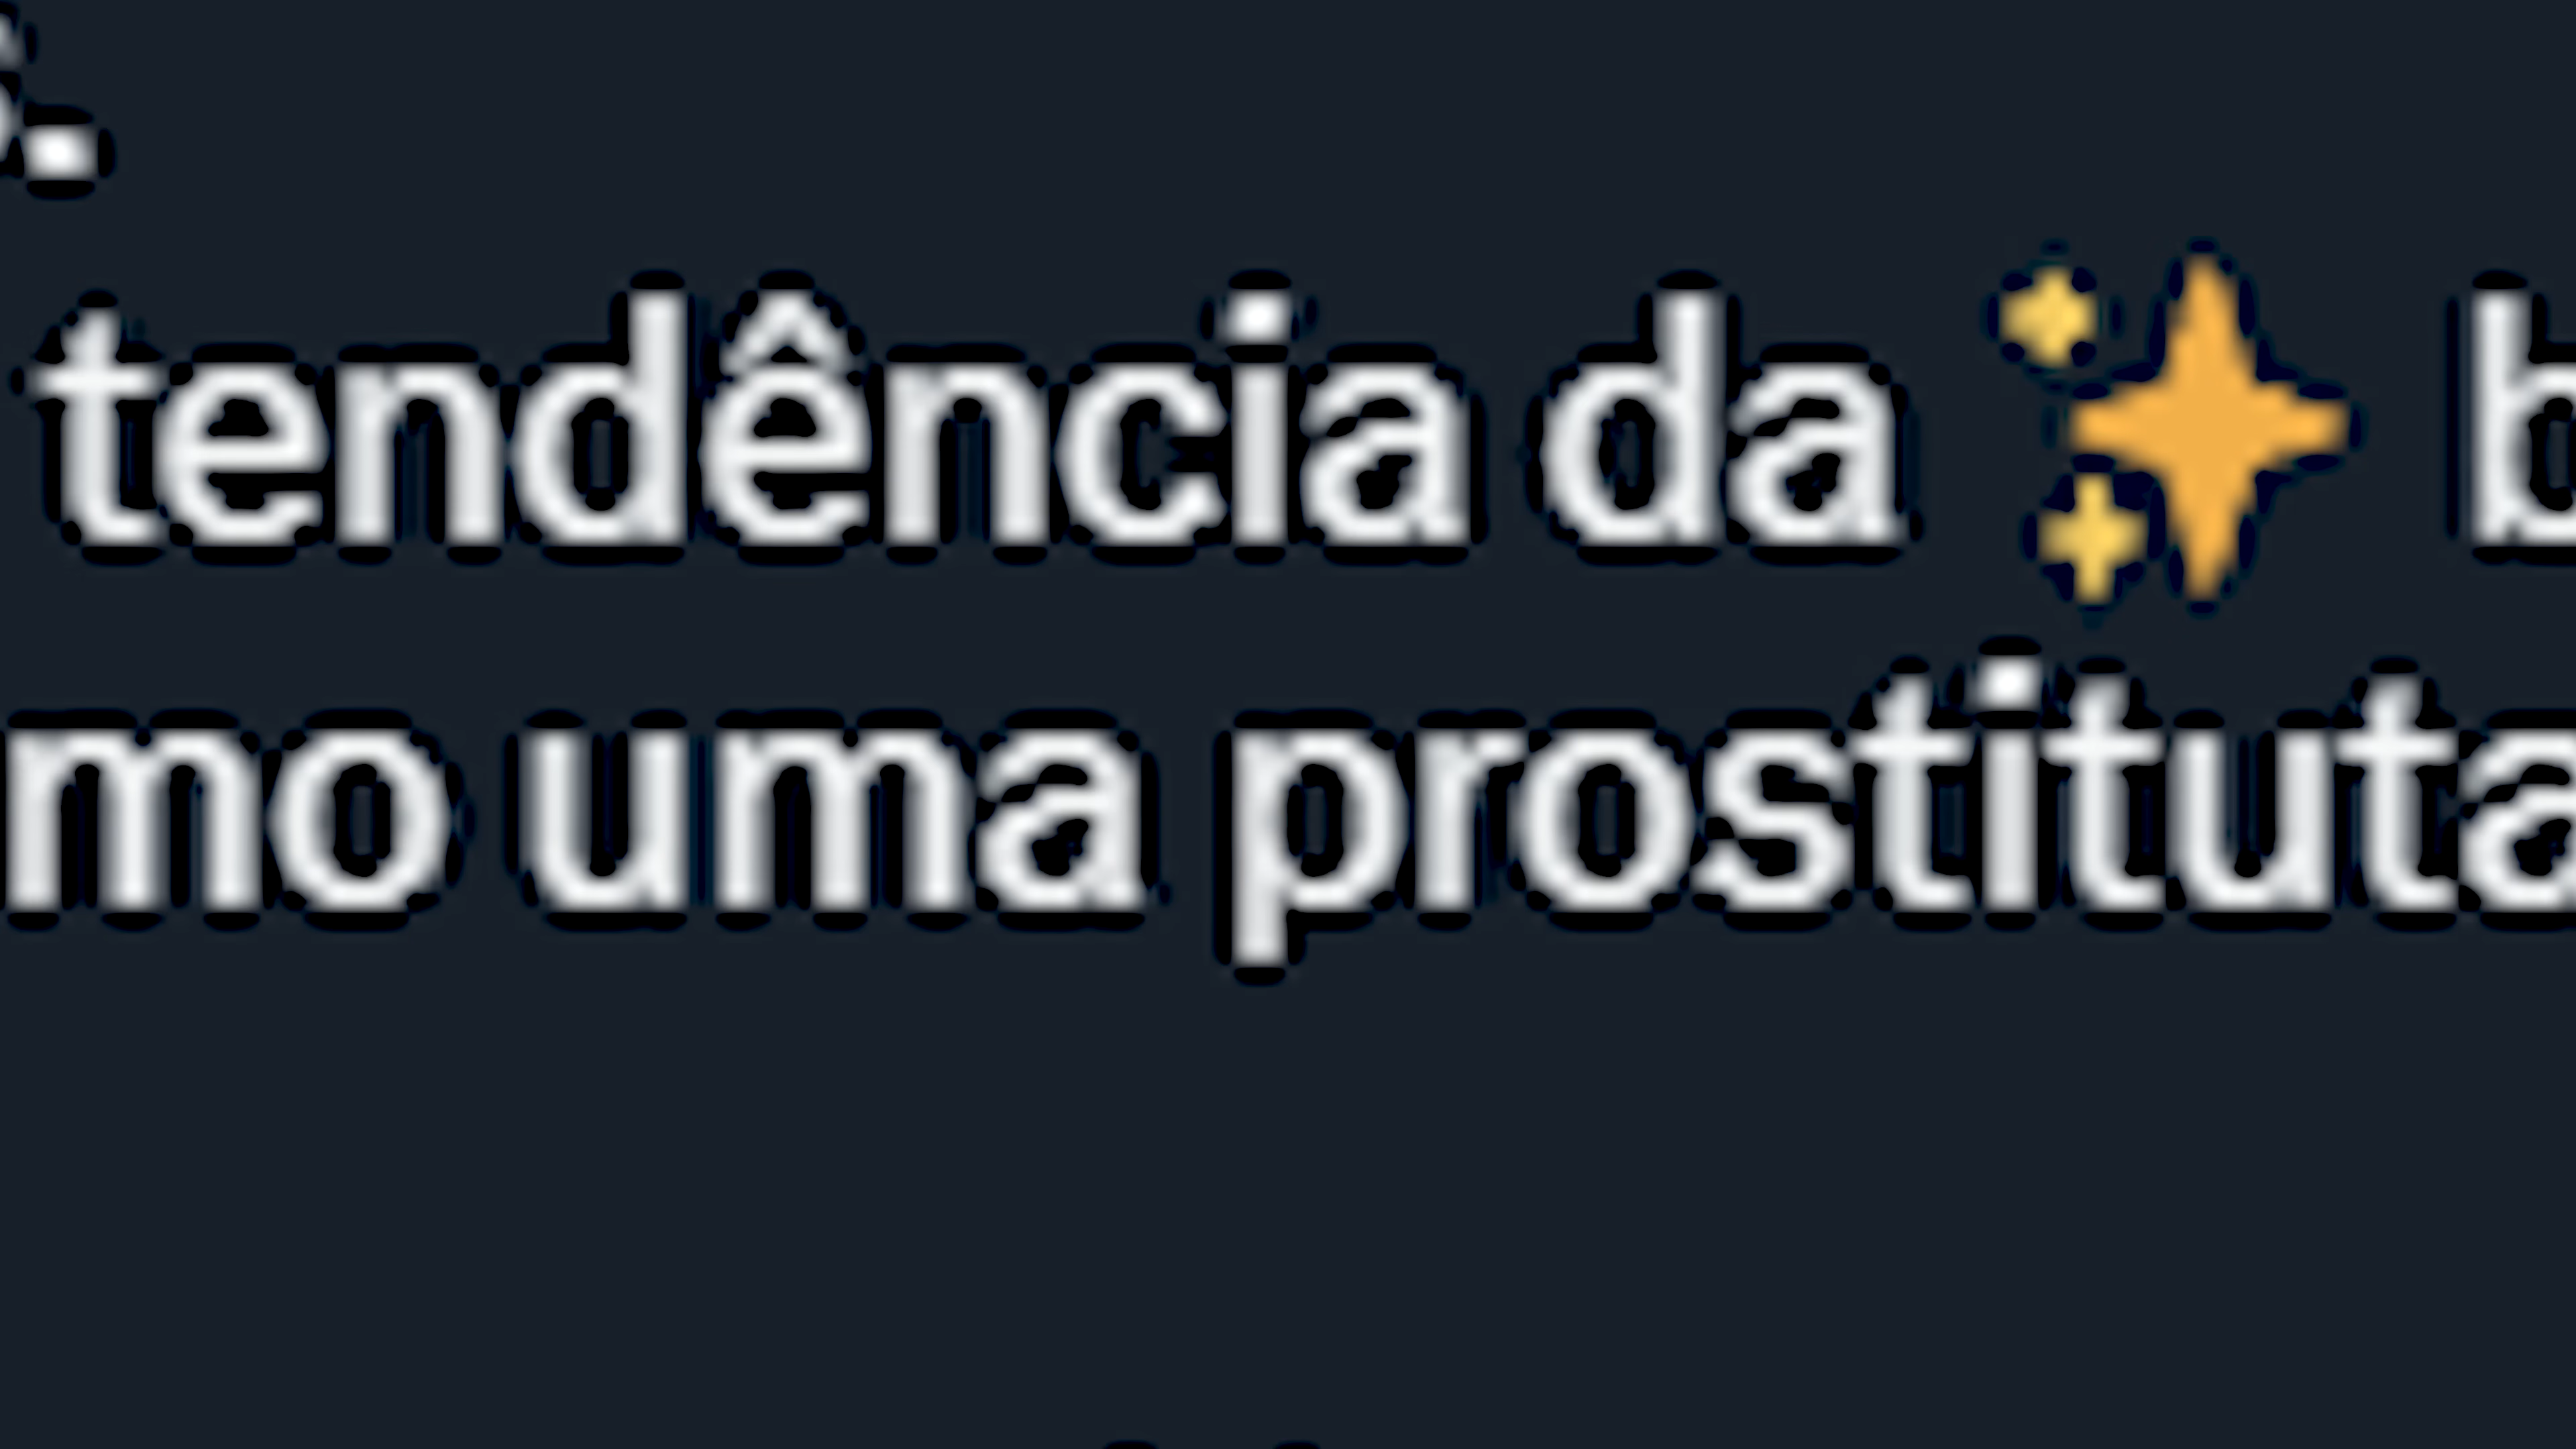 tendência da ✨ b
mo uma prostituta